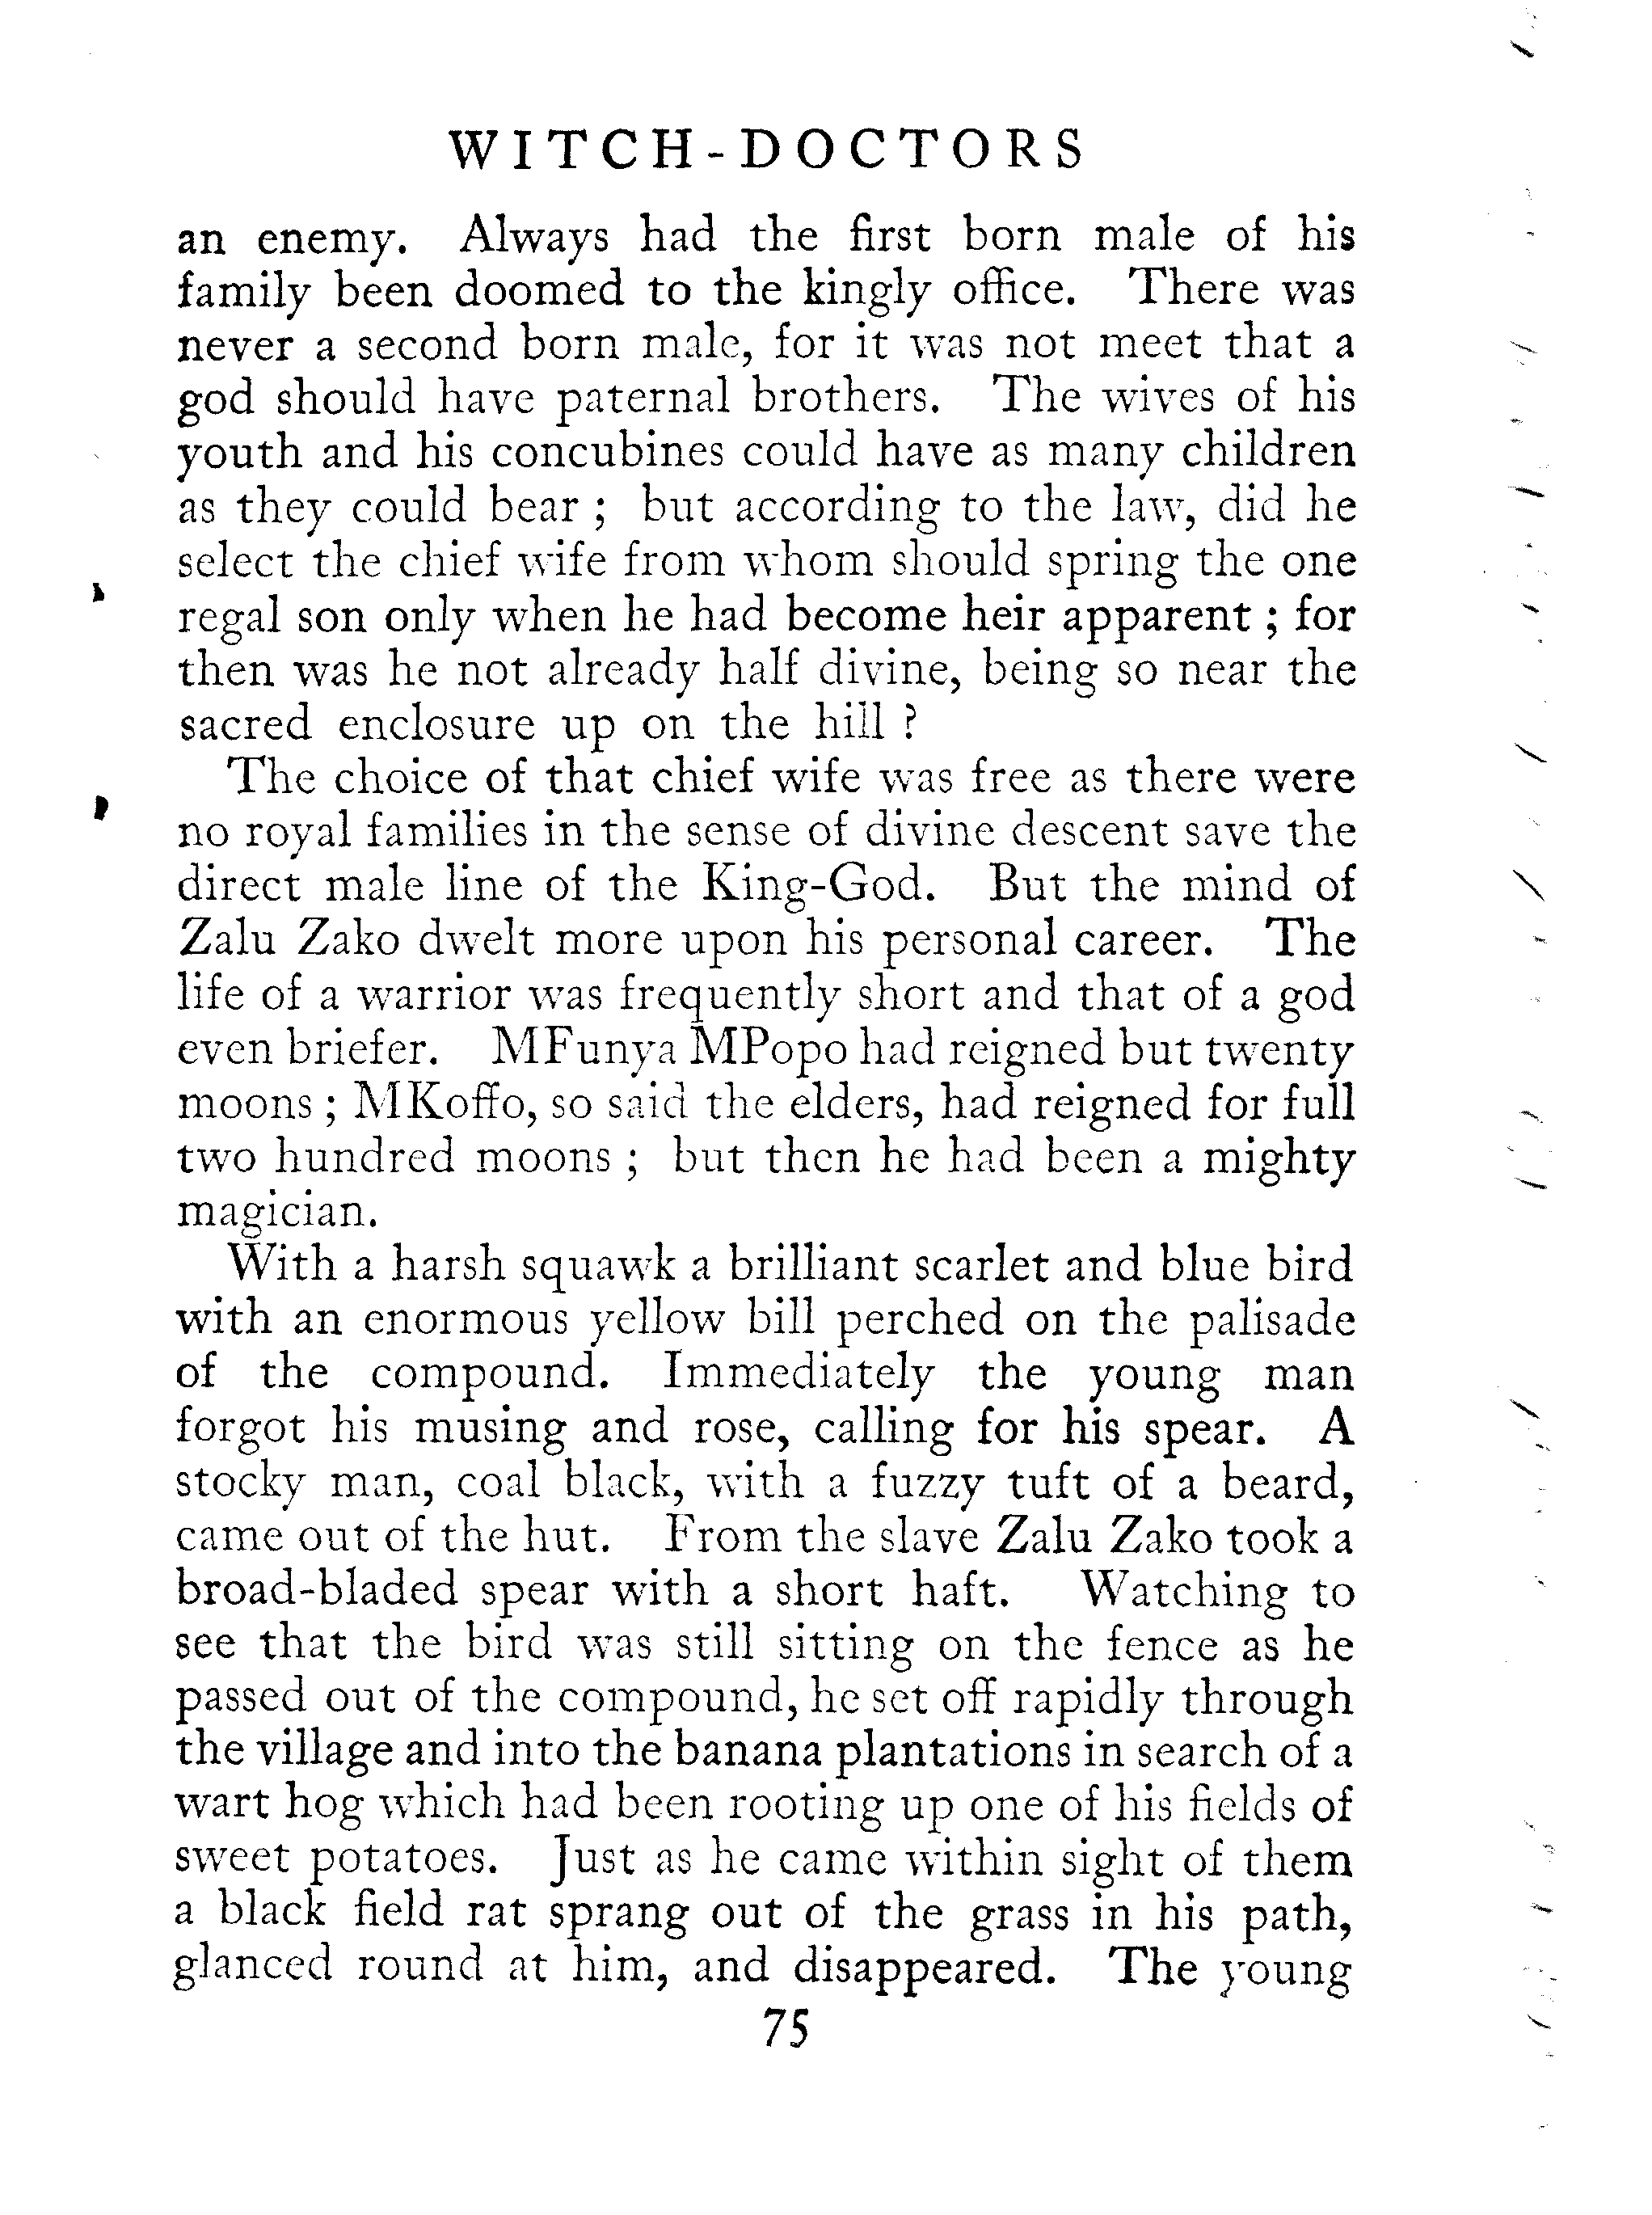 WITCH-DOCTORS
an enemy. Always had the first born male of his
family been doomed to the kingly office. There was
never a second born male, for it was not meet that a
god should have paternal brothers. The wives of his
youth and his concubines could have as many children
as they could bear ; but according to the law, did he
select the chief wife from whom should spring the one
regal son only when he had become heir apparent ; for
then was he not already half divine, being so near the
sacred enclosure up on the hill ?
The choice of that chief wife was free as there were
no royal families in the sense of divine descent save the
direct male line of the King-God. But the mind of
Zalu Zako dwelt more upon his personal career. The
life of a warrior was frequently short and that of a god
even briefer. MFunya MPopo had reigned but twenty
moons ; MKoffo, so said the elders, had reigned for full
two hundred moons ; but then he had been a mighty
magician.
With a harsh squawk a brilliant scarlet and blue bird
with an enormous yellow bill perched on the palisade
of the compound. Immediately the young man
forgot his musing and rose, calling for his spear. A
stocky man, coal black, with a fuzzy tuft of a beard,
came out of the hut. From the slave Zalu Zako took a
broad-bladed spear with a short haft. Watching to
see that the bird was still sitting on the fence as he
passed out of the compound, he set off rapidly through
the village and into the banana plantations in search of a
wart hog which had been rooting up one of his fields of
sweet potatoes. Just as he came within sight of them
a black field rat sprang out of the grass in his path,
glanced round at him, and disappeared. The young
75